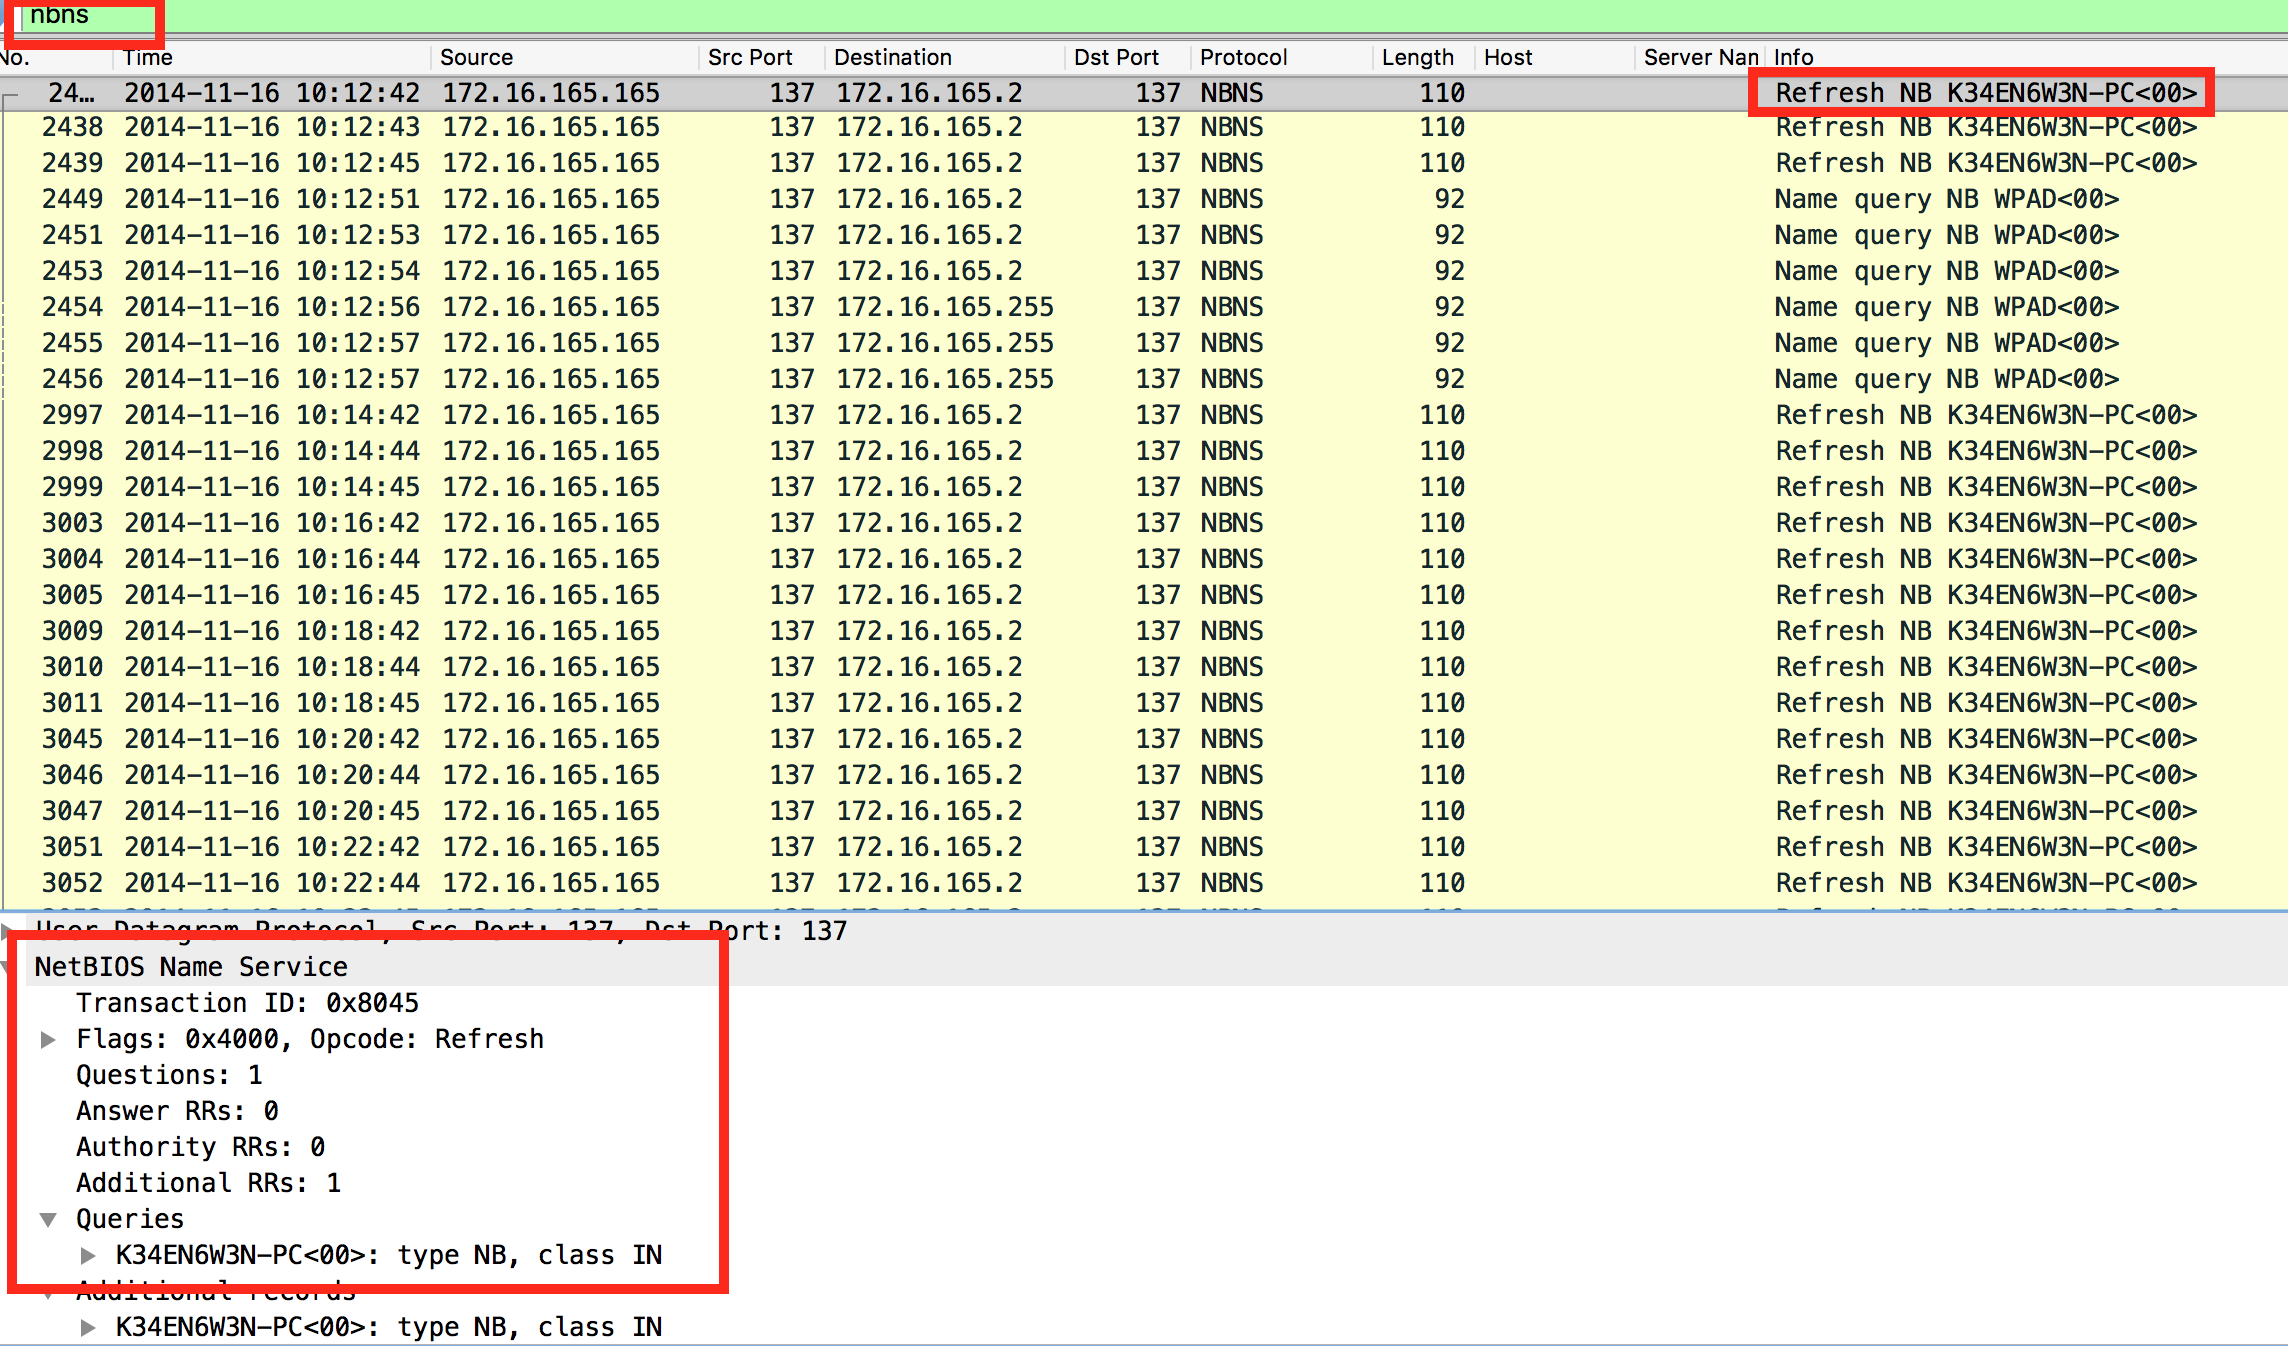 nbns
No. Time Source Src Port Destination Dst Port Protocol Length Host Server Nan Info
24… 2014-11-16 10:12:42 172.16.165.165 137 172.16.165.2 137 NBNS 110 Refresh NB K34EN6W3N-PC<00>
2438 2014-11-16 10:12:43 172.16.165.165 137 172.16.165.2 137 NBNS 110 Refresh NB K34EN6W3N-PC<00>
2439 2014-11-16 10:12:45 172.16.165.165 137 172.16.165.2 137 NBNS 110 Refresh NB K34EN6W3N-PC<00>
2449 2014-11-16 10:12:51 172.16.165.165 137 172.16.165.2 137 NBNS 92 Name query NB WPAD<00>
2451 2014-11-16 10:12:53 172.16.165.165 137 172.16.165.2 137 NBNS 92 Name query NB WPAD<00>
2453 2014-11-16 10:12:54 172.16.165.165 137 172.16.165.2 137 NBNS 92 Name query NB WPAD<00>
2454 2014-11-16 10:12:56 172.16.165.165 137 172.16.165.255 137 NBNS 92 Name query NB WPAD<00>
2455 2014-11-16 10:12:57 172.16.165.165 137 172.16.165.255 137 NBNS 92 Name query NB WPAD<00>
2456 2014-11-16 10:12:57 172.16.165.165 137 172.16.165.255 137 NBNS 92 Name query NB WPAD<00>
2997 2014-11-16 10:14:42 172.16.165.165 137 172.16.165.2 137 NBNS 110 Refresh NB K34EN6W3N-PC<00>
2998 2014-11-16 10:14:44 172.16.165.165 137 172.16.165.2 137 NBNS 110 Refresh NB K34EN6W3N-PC<00>
2999 2014-11-16 10:14:45 172.16.165.165 137 172.16.165.2 137 NBNS 110 Refresh NB K34EN6W3N-PC<00>
3003 2014-11-16 10:16:42 172.16.165.165 137 172.16.165.2 137 NBNS 110 Refresh NB K34EN6W3N-PC<00>
3004 2014-11-16 10:16:44 172.16.165.165 137 172.16.165.2 137 NBNS 110 Refresh NB K34EN6W3N-PC<00>
3005 2014-11-16 10:16:45 172.16.165.165 137 172.16.165.2 137 NBNS 110 Refresh NB K34EN6W3N-PC<00>
3009 2014-11-16 10:18:42 172.16.165.165 137 172.16.165.2 137 NBNS 110 Refresh NB K34EN6W3N-PC<00>
3010 2014-11-16 10:18:44 172.16.165.165 137 172.16.165.2 137 NBNS 110 Refresh NB K34EN6W3N-PC<00>
3011 2014-11-16 10:18:45 172.16.165.165 137 172.16.165.2 137 NBNS 110 Refresh NB K34EN6W3N-PC<00>
3045 2014-11-16 10:20:42 172.16.165.165 137 172.16.165.2 137 NBNS 110 Refresh NB K34EN6W3N-PC<00>
3046 2014-11-16 10:20:44 172.16.165.165 137 172.16.165.2 137 NBNS 110 Refresh NB K34EN6W3N-PC<00>
3047 2014-11-16 10:20:45 172.16.165.165 137 172.16.165.2 137 NBNS 110 Refresh NB K34EN6W3N-PC<00>
3051 2014-11-16 10:22:42 172.16.165.165 137 172.16.165.2 137 NBNS 110 Refresh NB K34EN6W3N-PC<00>
3052 2014-11-16 10:22:44 172.16.165.165 137 172.16.165.2 137 NBNS 110 Refresh NB K34EN6W3N-PC<00>
User Datagram Protocol, Src Port: 137, Dst Port: 137
NetBIOS Name Service
Transaction ID: 0x8045
Flags: 0x4000, Opcode: Refresh
Questions: 1
Answer RRs: 0
Authority RRs: 0
Additional RRs: 1
Queries
K34EN6W3N-PC<00>: type NB, class IN
Additional records
K34EN6W3N-PC<00>: type NB, class IN